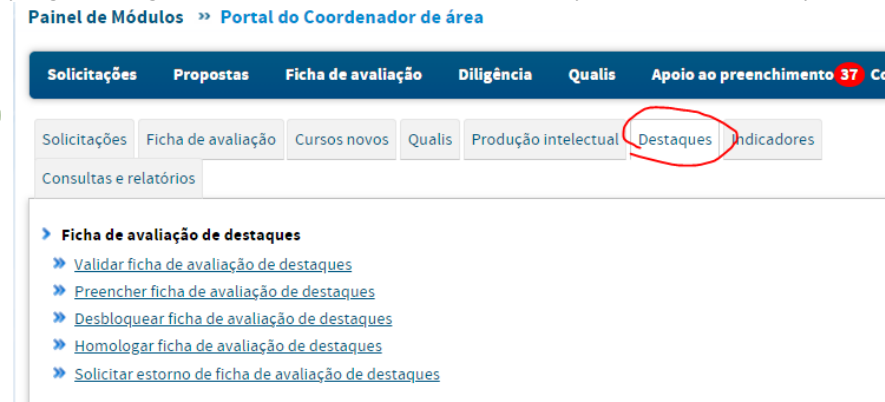 Painel de Módulos » Portal do Coordenador de área
Solicitações Propostas Ficha de avaliação Diligência Qualis Apoio ao preenchimento 37 Co
Solicitações Ficha de avaliação Cursos novos Qualis Produção intelectual Destaques Indicadores
Consultas e relatórios
Ficha de avaliação de destaques
Validar ficha de avaliação de destaques
Preencher ficha de avaliação de destaques
Desbloquear ficha de avaliação de destaques
Homologar ficha de avaliação de destaques
Solicitar estorno de ficha de avaliação de destaques